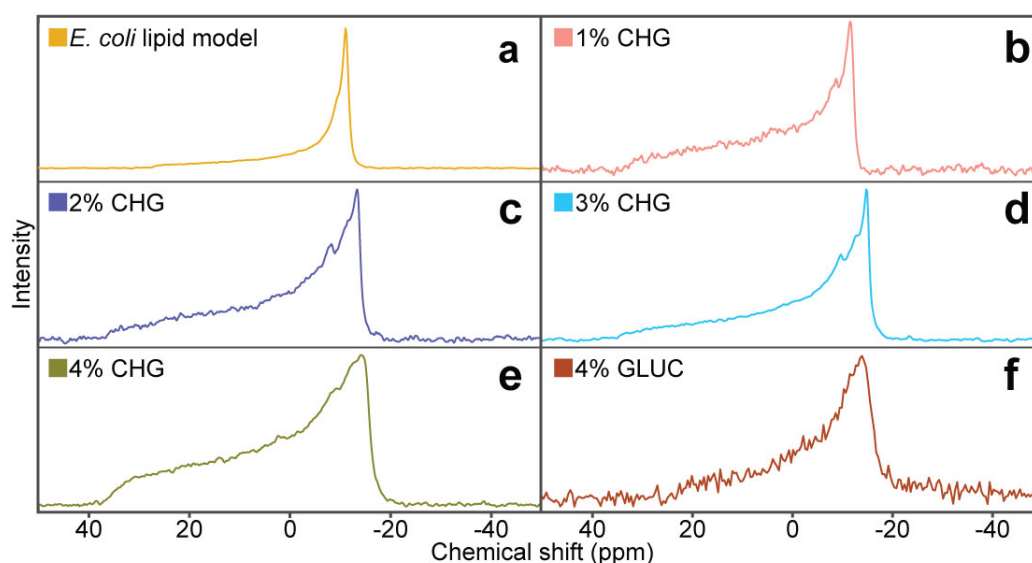 E. coli lipid model a
1% CHG b
2% CHG c
3% CHG d
4% CHG e
4% GLUC f
Intensity
40 20 0 -20 -40 40 20 0 -20 -40
Chemical shift (ppm)